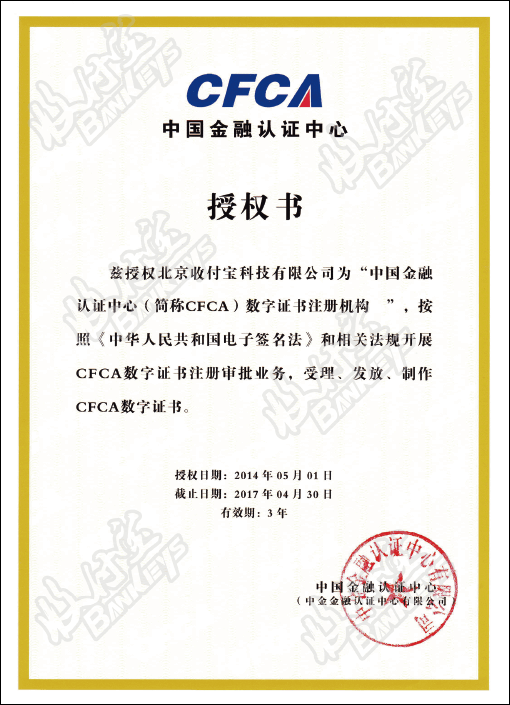 CFCA
中国金融认证中心
授权书
兹授权北京收付宝科技有限公司为“中国金融
认证中心（简称CFCA）数字证书注册机构 ”，按
照《中华人民共和国电子签名法》和相关法规开展
CFCA数字证书注册审批业务，受理、发放、制作
CFCA数字证书。
授权日期：2014 年 05 月 01 日
截止日期：2017 年 04 月 30 日
有效期：3 年
中国金融认证中心
（中金金融认证中心有限公司）
中金金融认证中心有限公司
BANKEYS
BANKEYS
BANKEYS
BANKEYS
BANKEYS
BANKEYS